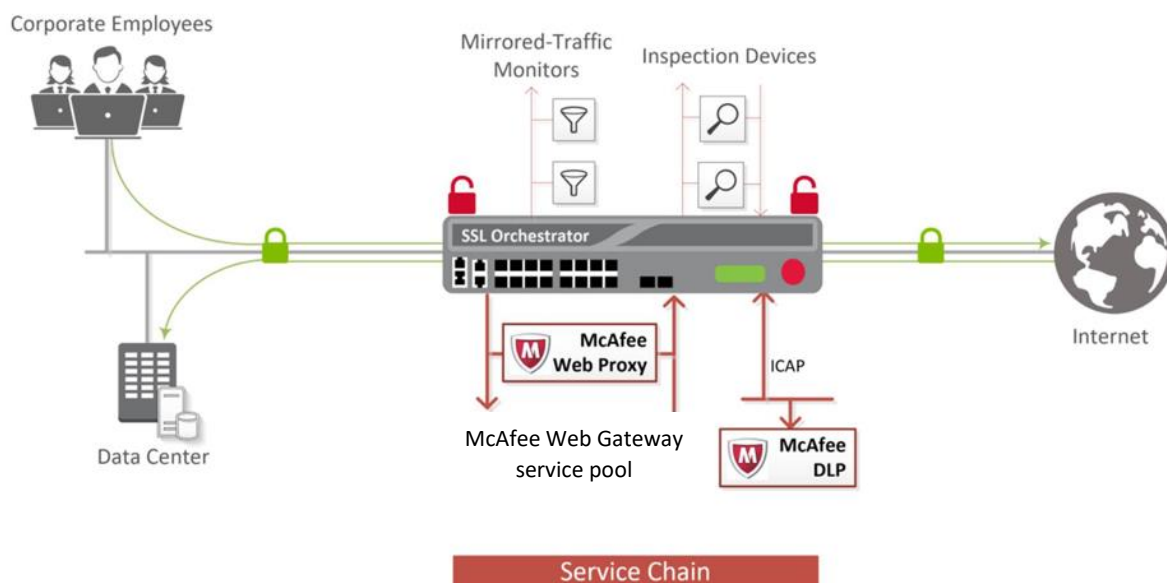 Corporate Employees
Mirrored-Traffic
Monitors
Inspection Devices
SSL Orchestrator
Internet
M
McAfee
Web Proxy
ICAP
McAfee Web Gateway
service pool
M
McAfee
DLP
Data Center
Service Chain